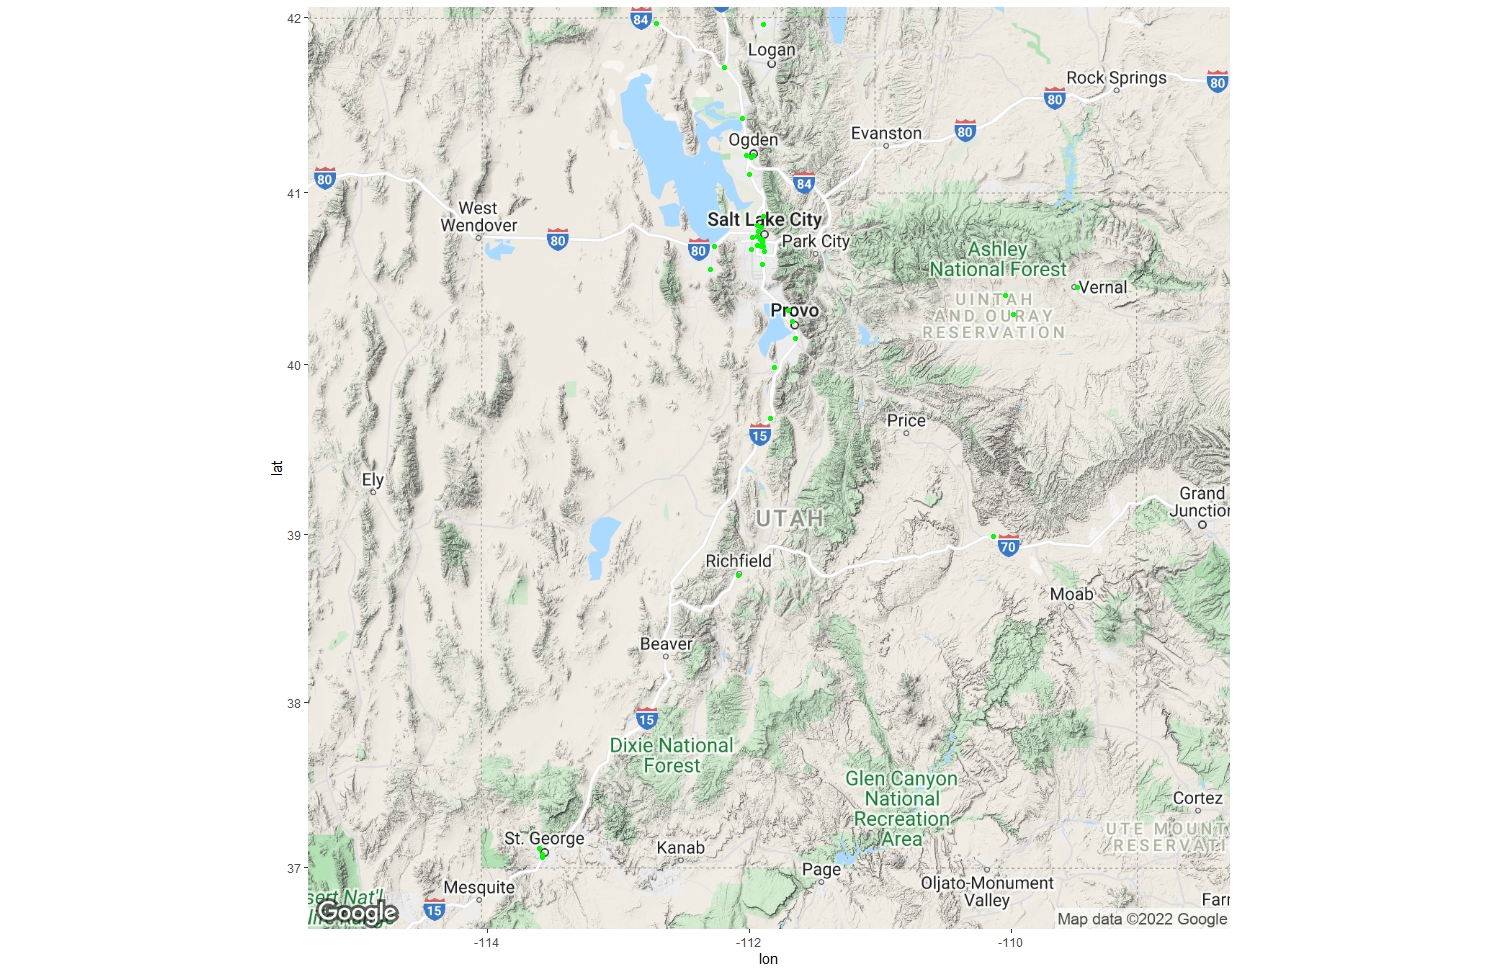 42
84
Logan
Rock Springs
80
80
80
Evanston
Ogden
41
80
84
West
Wendover
Salt Lake City
80
80
Park City
Ashley
National Forest
Vernal
UINTAH
AND OURAY
RESERVATION
Provo
40
Price
15
lat
Ely
Grand
Junction
UTAH
39
70
Richfield
Moab
Beaver
38
15
Dixie National
Forest
Glen Canyon
National
Recreation
Area
Cortez
UTE MOUNT
RESERVATI
St. George
Kanab
37
Page
Mesquite
Oljato-Monument
Valley
sert Nat'l
Farr
15
Google
Map data ©2022 Google
-114
-112
-110
lon